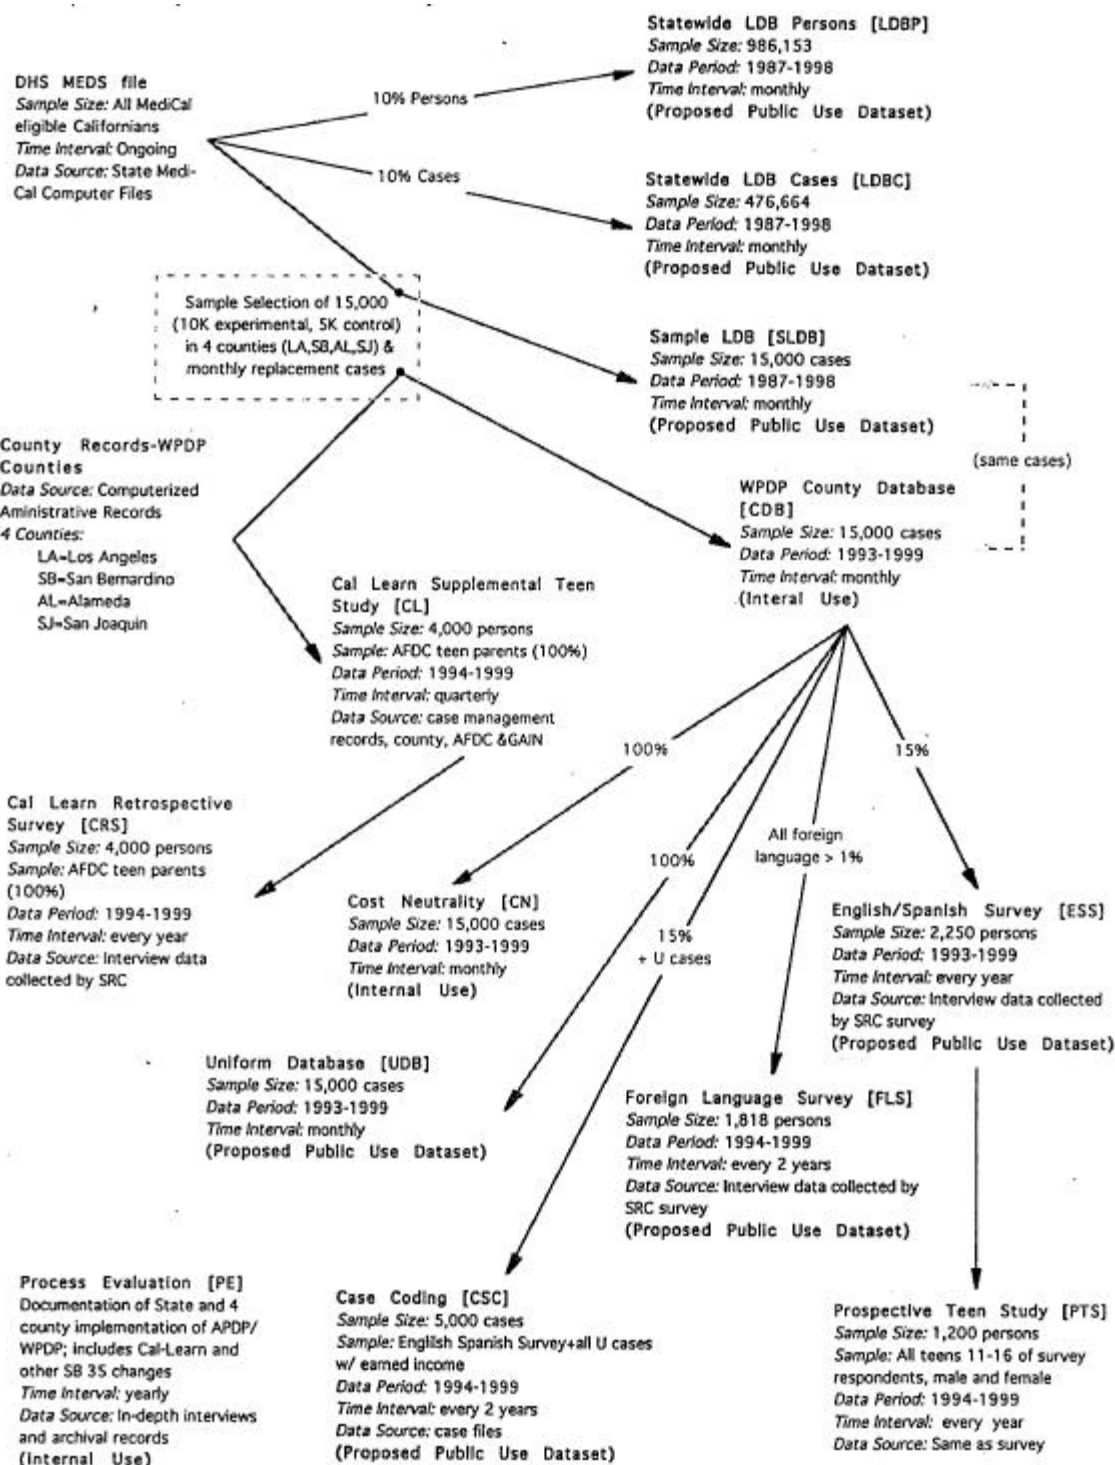 Statewide LDB Persons [LDBP]
Sample Size: 986,153
Data Period: 1987-1998
Time Interval: monthly
(Proposed Public Use Dataset)
DHS MEDS file
Sample Size: All MediCal
eligible Californians
Time Interval: Ongoing
Data Source: State Medi-
Cal Computer Files
10% Persons
10% Cases
Statewide LDB Cases [LDBC]
Sample Size: 476,664
Data Period: 1987-1998
Time Interval: monthly
(Proposed Public Use Dataset)
Sample Selection of 15,000
(10K experimental, 5K control)
in 4 counties (LA,SB,AL,SJ) &
monthly replacement cases
Sample LDB [SLDB]
Sample Size: 15,000 cases
Data Period: 1987-1998
Time Interval: monthly
(Proposed Public Use Dataset)
(same cases)
County Records-WPDP
Counties
Data Source: Computerized
Aministrative Records
4 Counties:
LA=Los Angeles
SB=San Bernardino
AL=Alameda
SJ=San Joaquin
WPDP County Database
[CDB]
Sample Size: 15,000 cases
Data Period: 1993-1999
Time Interval: monthly
(Interal Use)
Cal Learn Supplemental Teen
Study [CL]
Sample Size: 4,000 persons
Sample: AFDC teen parents (100%)
Data Period: 1994-1999
Time Interval: quarterly
Data Source: case management
records, county, AFDC &GAIN
100%
15%
Cal Learn Retrospective
Survey [CRS]
Sample Size: 4,000 persons
Sample: AFDC teen parents
(100%)
Data Period: 1994-1999
Time Interval: every year
Data Source: Interview data
collected by SRC
All foreign
language > 1%
100%
15%
+ U cases
Cost Neutrality [CN]
Sample Size: 15,000 cases
Data Period: 1993-1999
Time Interval: monthly
(Internal Use)
English/Spanish Survey [ESS]
Sample Size: 2,250 persons
Data Period: 1993-1999
Time Interval: every year
Data Source: Interview data collected
by SRC survey
(Proposed Public Use Dataset)
Uniform Database [UDB]
Sample Size: 15,000 cases
Data Period: 1993-1999
Time Interval: monthly
(Proposed Public Use Dataset)
Foreign Language Survey [FLS]
Sample Size: 1,818 persons
Data Period: 1994-1999
Time Interval: every 2 years
Data Source: Interview data collected by
SRC survey
(Proposed Public Use Dataset)
Process Evaluation [PE]
Documentation of State and 4
county implementation of APDP/
WPDP; includes Cal-Learn and
other SB 35 changes
Time Interval: yearly
Data Source: In-depth interviews
and archival records
(Internal Use)
Case Coding [CSC]
Sample Size: 5,000 cases
Sample: English Spanish Survey+all U cases
w/ earned income
Data Period: 1994-1999
Time Interval: every 2 years
Data Source: case files
(Proposed Public Use Dataset)
Prospective Teen Study [PTS]
Sample Size: 1,200 persons
Sample: All teens 11-16 of survey
respondents, male and female
Data Period: 1994-1999
Time Interval: every year
Data Source: Same as survey